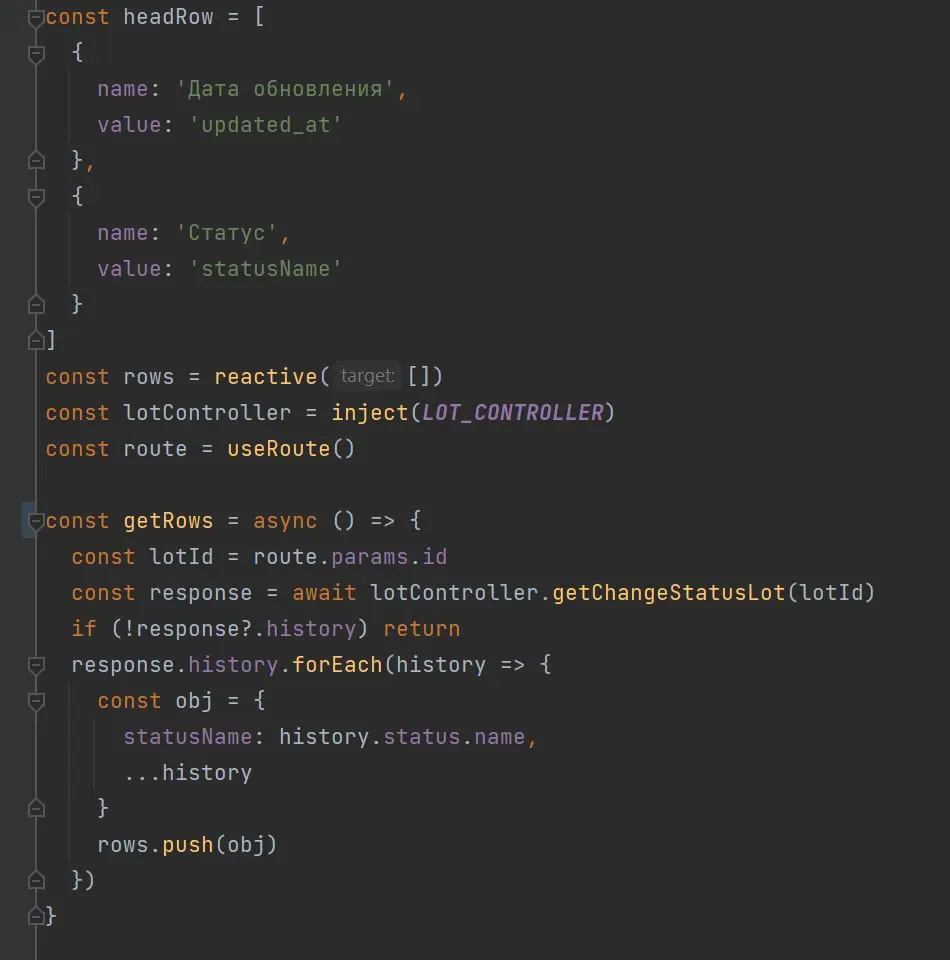 const headRow = [
  {
    name: 'Дата обновления',
    value: 'updated_at'
  },
  {
    name: 'Статус',
    value: 'statusName'
  }
]
const rows = reactive( target: [])
const lotController = inject(LOT_CONTROLLER)
const route = useRoute()

const getRows = async () => {
  const lotId = route.params.id
  const response = await lotController.getChangeStatusLot(lotId)
  if (!response?.history) return
  response.history.forEach(history => {
    const obj = {
      statusName: history.status.name,
      ...history
    }
    rows.push(obj)
  })
}